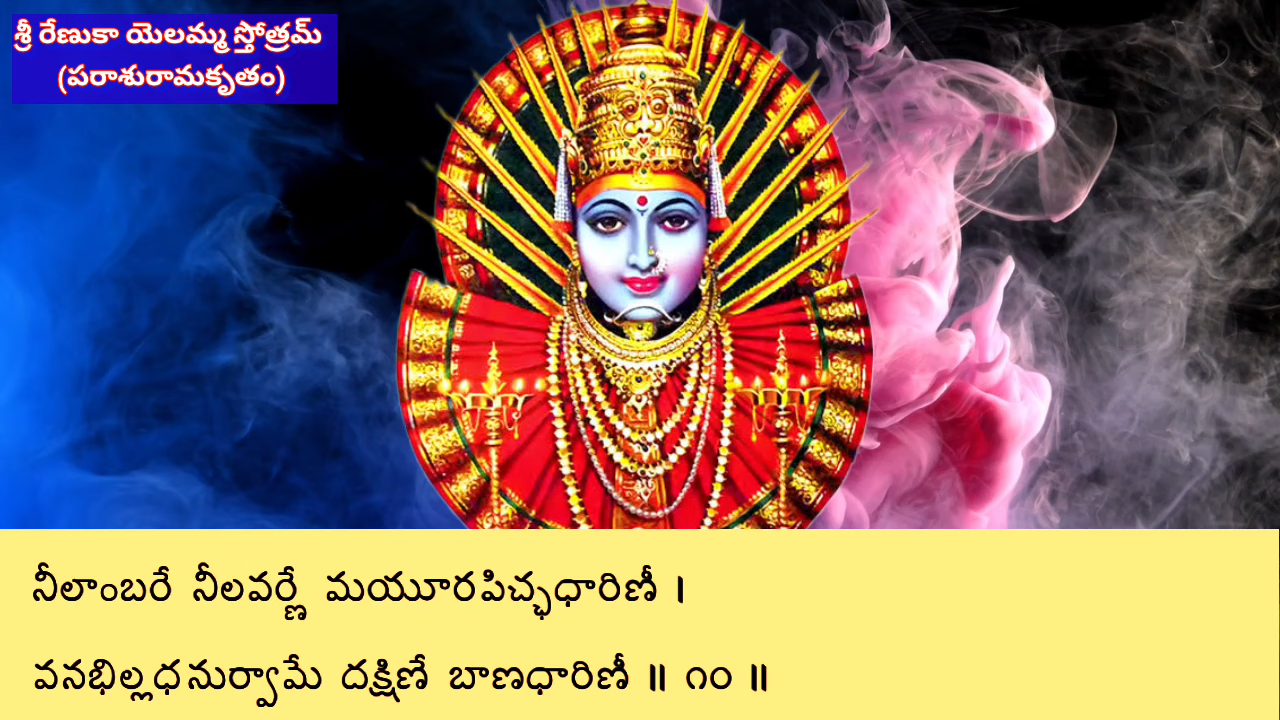 శ్రీ రేణుకా యెలమ్మ స్తోత్రమ్
(పరాశురామకృతం)
నీలాంబరే నీలవర్ణే మయూరపిచ్ఛధారిణీ ।
వనభిల్లధనుర్వామే దక్షిణే బాణధారిణీ ॥ ౧౦ ॥